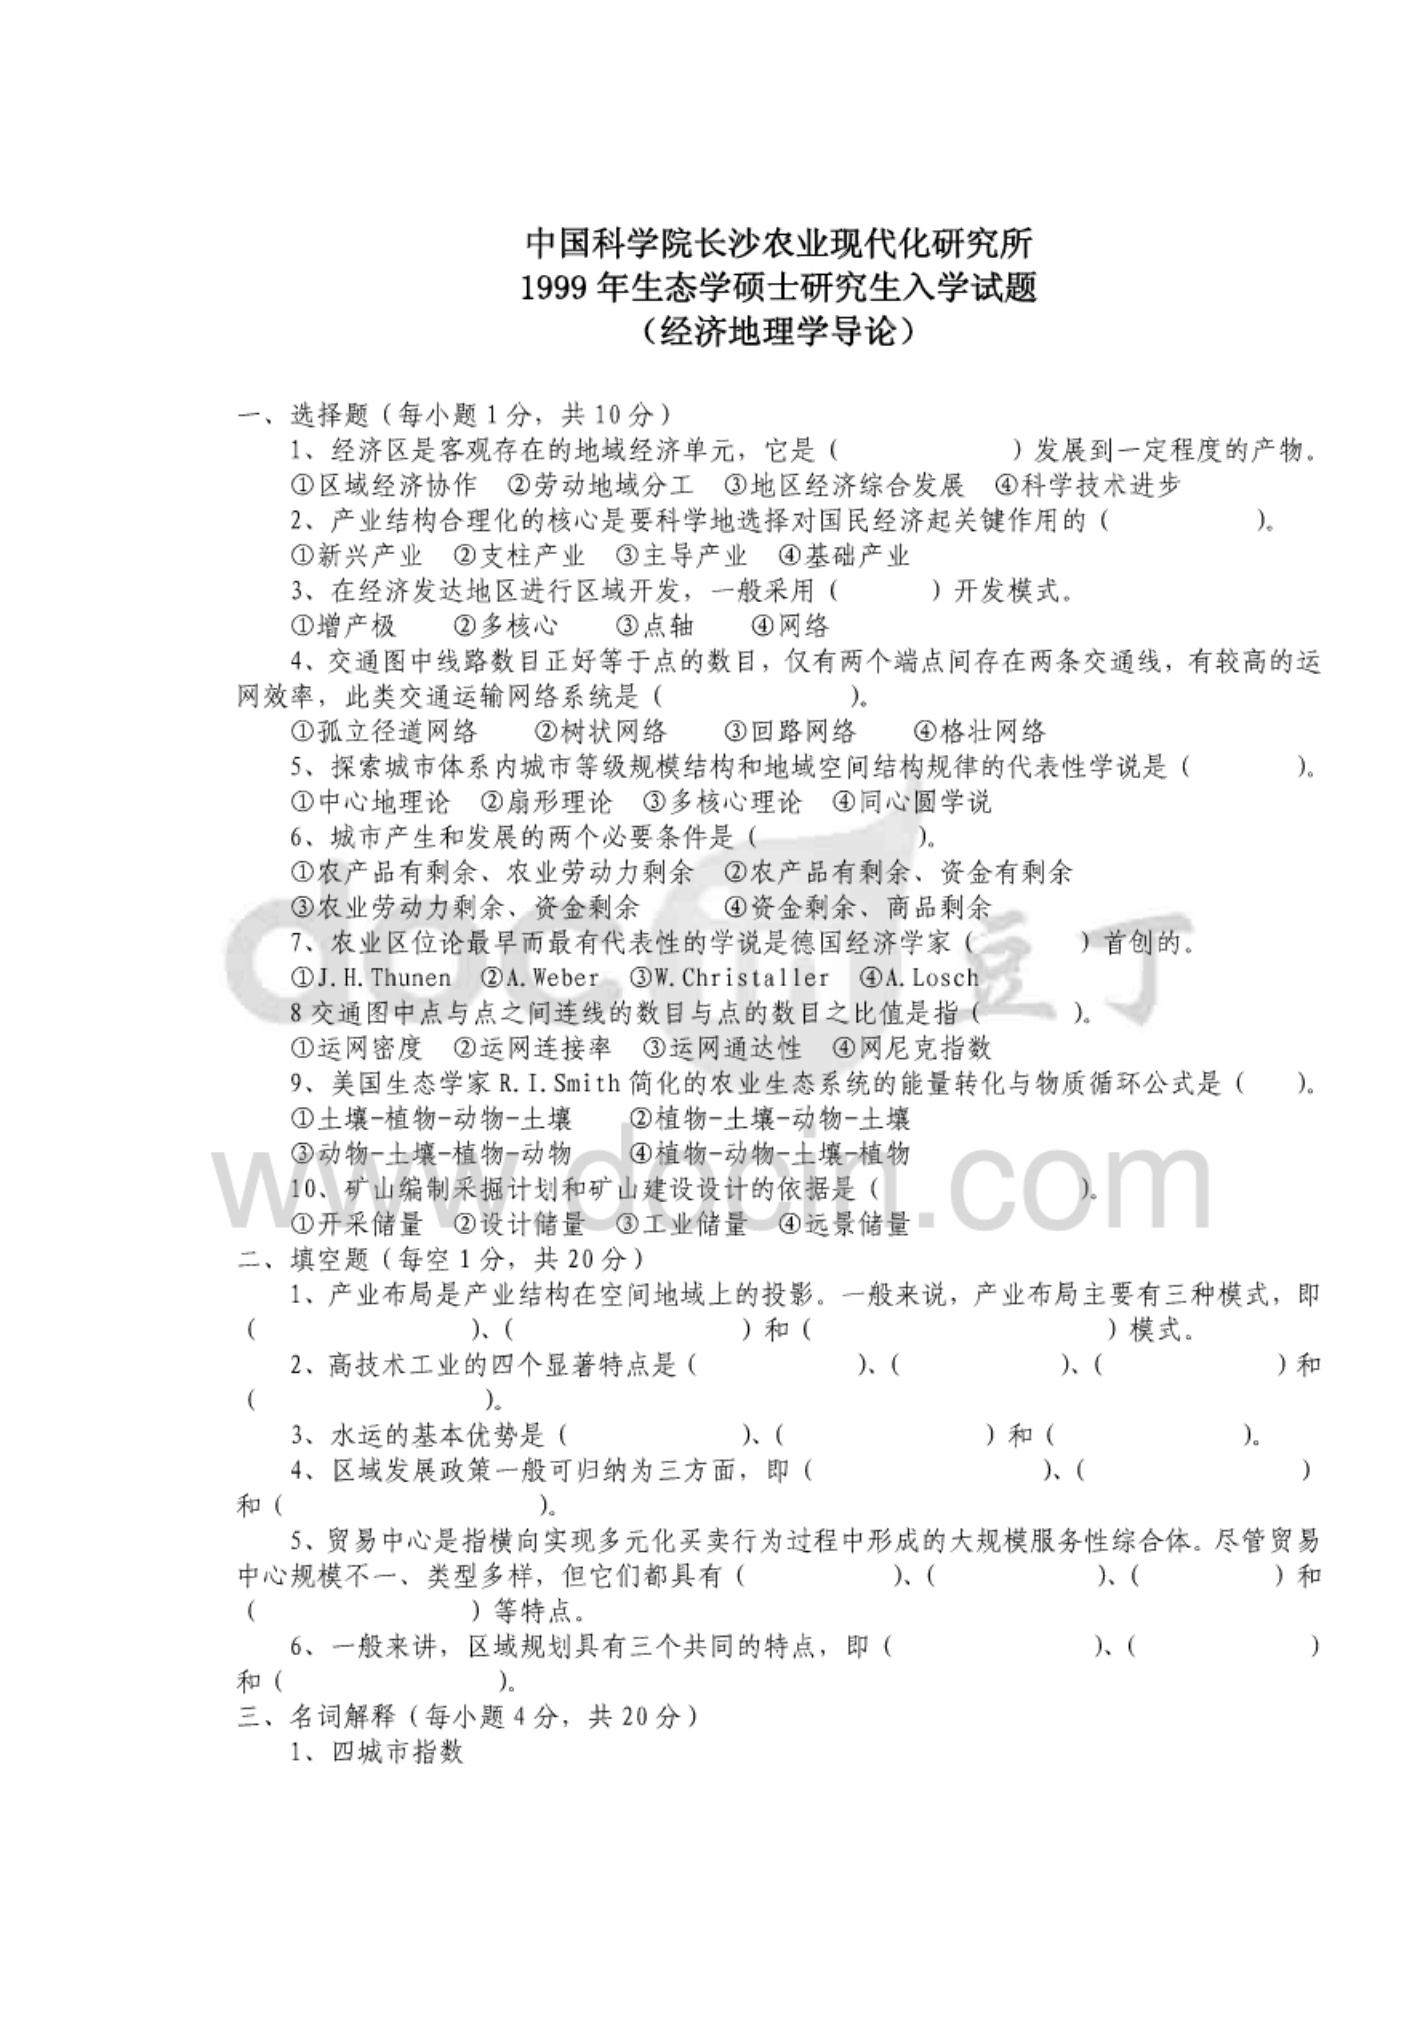 中国科学院长沙农业现代化研究所
1999 年生态学硕士研究生入学试题
（经济地理学导论）
一、选择题（每小题 1 分，共 10 分）
1、经济区是客观存在的地域经济单元，它是（ ）发展到一定程度的产物。
①区域经济协作 ②劳动地域分工 ③地区经济综合发展 ④科学技术进步
2、产业结构合理化的核心是要科学地选择对国民经济起关键作用的（ ）。
①新兴产业 ②支柱产业 ③主导产业 ④基础产业
3、在经济发达地区进行区域开发，一般采用（ ）开发模式。
①增产极 ②多核心 ③点轴 ④网络
4、交通图中线路数目正好等于点的数目，仅有两个端点间存在两条交通线，有较高的运
网效率，此类交通运输网络系统是（ ）。
①孤立径道网络 ②树状网络 ③回路网络 ④格壮网络
5、探索城市体系内城市等级规模结构和地域空间结构规律的代表性学说是（ ）。
①中心地理论 ②扇形理论 ③多核心理论 ④同心圆学说
6、城市产生和发展的两个必要条件是（ ）。
①农产品有剩余、农业劳动力剩余 ②农产品有剩余、资金有剩余
③农业劳动力剩余、资金剩余 ④资金剩余、商品剩余
7、农业区位论最早而最有代表性的学说是德国经济学家（ ）首创的。
①J.H.Thunen ②A.Weber ③W.Christaller ④A.Losch
8 交通图中点与点之间连线的数目与点的数目之比值是指（ ）。
①运网密度 ②运网连接率 ③运网通达性 ④网尼克指数
9、美国生态学家 R.I.Smith 简化的农业生态系统的能量转化与物质循环公式是（ ）。
①土壤-植物-动物-土壤 ②植物-土壤-动物-土壤
③动物-土壤-植物-动物 ④植物-动物-土壤-植物
10、矿山编制采掘计划和矿山建设设计的依据是（ ）。
①开采储量 ②设计储量 ③工业储量 ④远景储量
二、填空题（每空 1 分，共 20 分）
1、产业布局是产业结构在空间地域上的投影。一般来说，产业布局主要有三种模式，即
（ ）、（ ）和（ ）模式。
2、高技术工业的四个显著特点是（ ）、（ ）、（ ）和
（ ）。
3、水运的基本优势是（ ）、（ ）和（ ）。
4、区域发展政策一般可归纳为三方面，即（ ）、（ ）
和（ ）。
5、贸易中心是指横向实现多元化买卖行为过程中形成的大规模服务性综合体。尽管贸易
中心规模不一、类型多样，但它们都具有（ ）、（ ）、（ ）和
（ ）等特点。
6、一般来讲，区域规划具有三个共同的特点，即（ ）、（ ）
和（ ）。
三、名词解释（每小题 4 分，共 20 分）
1、四城市指数
docin 豆丁
www.docin.com